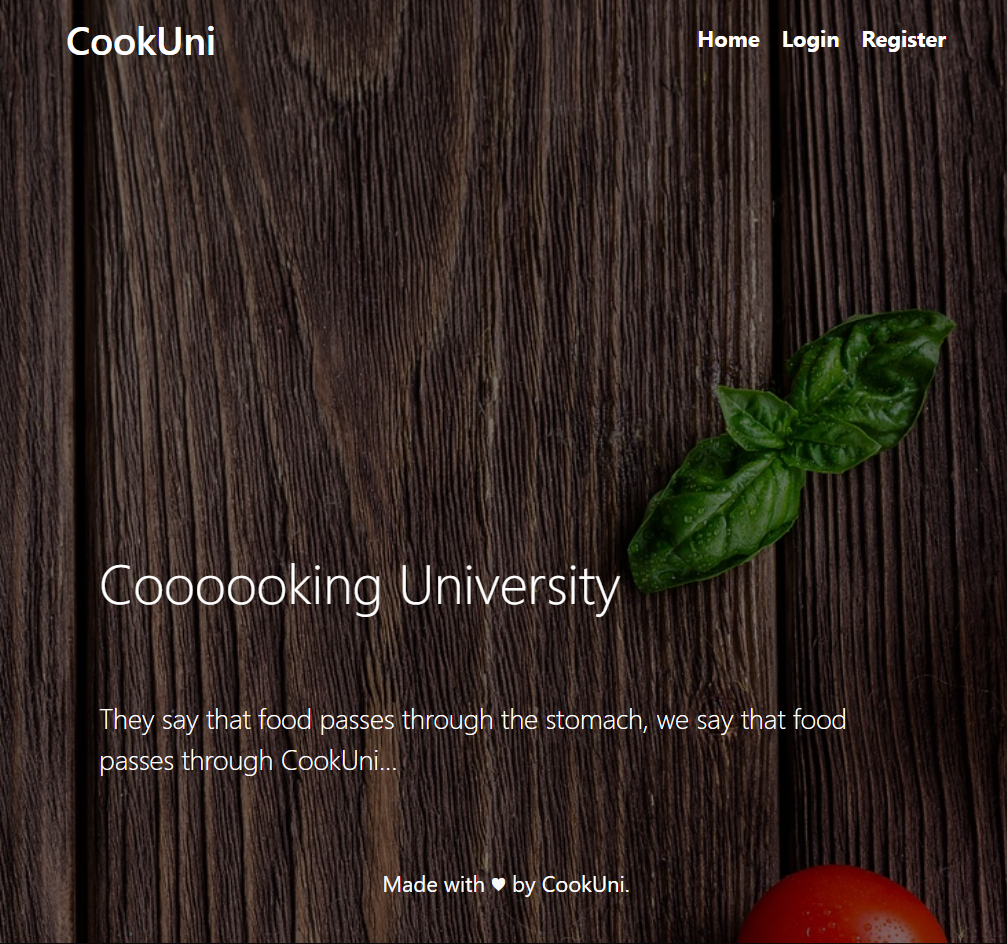 CookUni
Home Login Register
Coooooking University
They say that food passes through the stomach, we say that food
passes through CookUni...
Made with ♥ by CookUni.